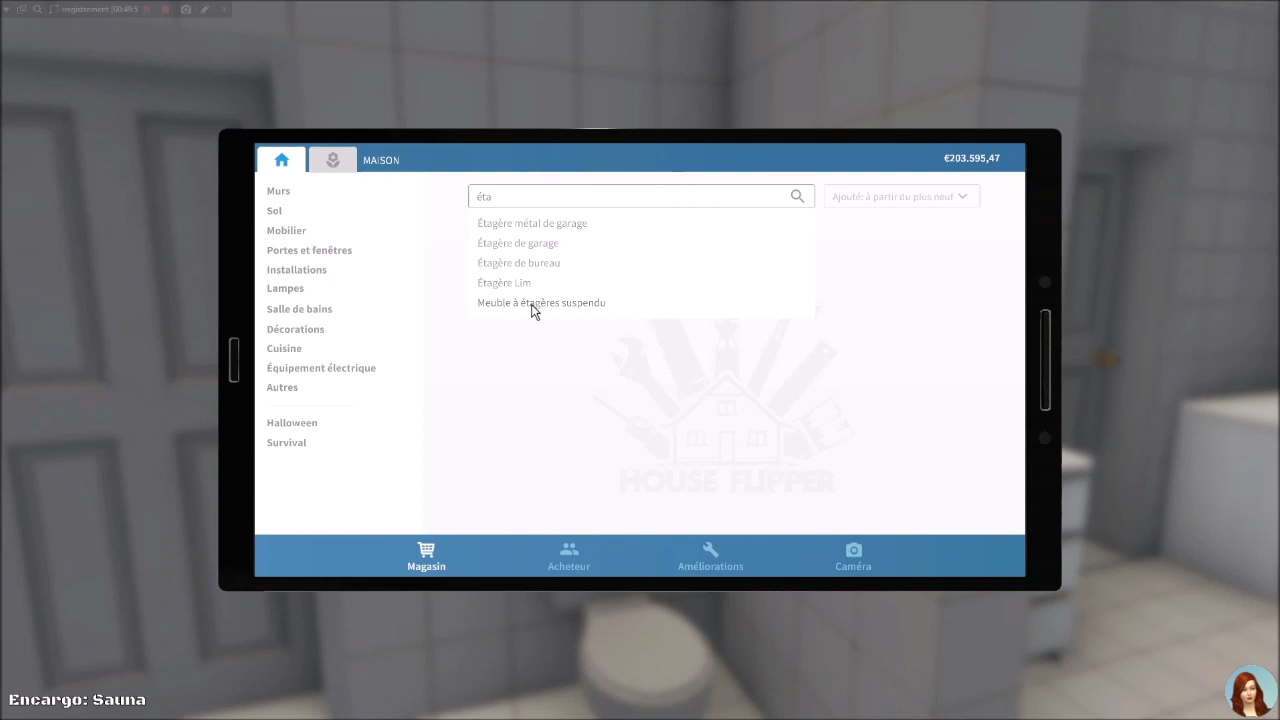 MAISON
€203.595,47
Murs
Sol
Mobilier
Portes et fenêtres
Installations
Lampes
Salle de bains
Décorations
Cuisine
Équipement électrique
Autres
Halloween
Survival
éta
Ajouté: à partir du plus neuf
Étagère métal de garage
Étagère de garage
Étagère de bureau
Étagère Lim
Meuble à étagères suspendu
HOUSE FLIPPER
Magasin
Acheteur
Améliorations
Caméra
Encargo: Sauna